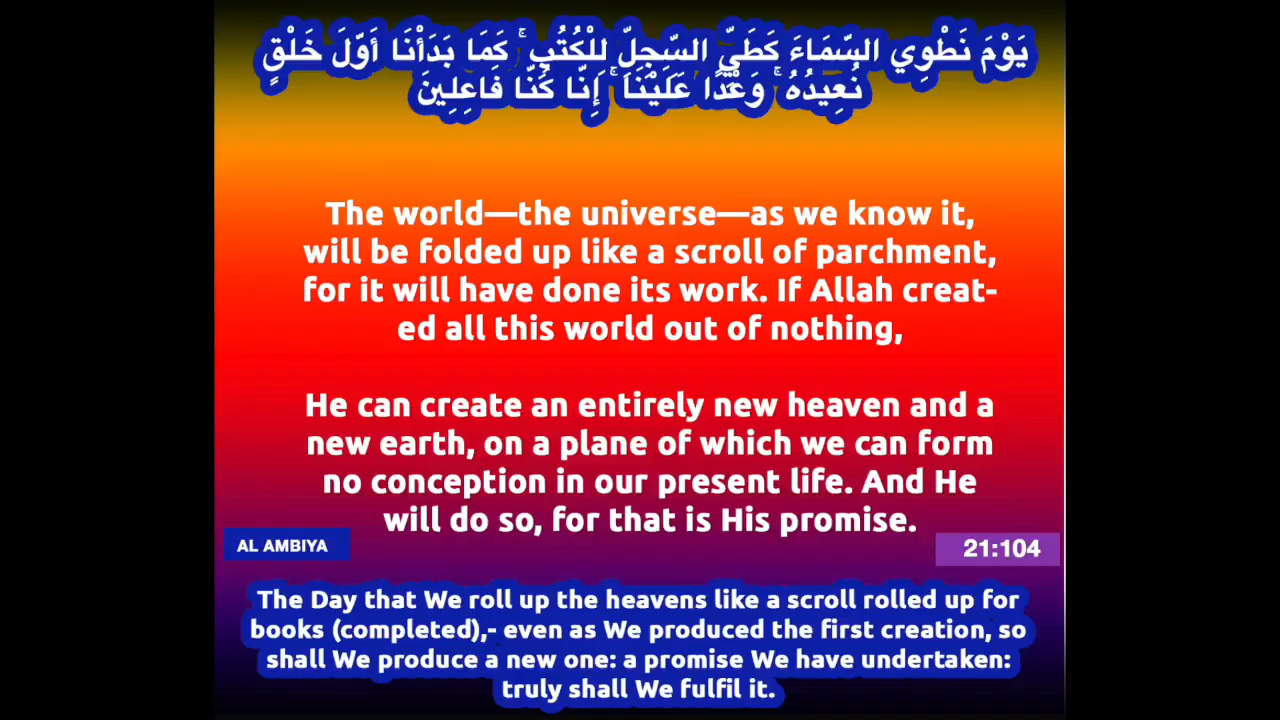 يَوْمَ نَطْوِي السَّمَاءَ كَطَيِّ السِّجِلِّ لِلْكُتُبِ ۚ كَمَا بَدَأْنَا أَوَّلَ خَلْقٍ
نُعِيدُهُ ۚ وَعْدًا عَلَيْنَا ۚ إِنَّا كُنَّا فَاعِلِينَ
The world—the universe—as we know it,
will be folded up like a scroll of parchment,
for it will have done its work. If Allah creat-
ed all this world out of nothing,
He can create an entirely new heaven and a
new earth, on a plane of which we can form
no conception in our present life. And He
will do so, for that is His promise.
AL AMBIYA
21:104
The Day that We roll up the heavens like a scroll rolled up for
books (completed),- even as We produced the first creation, so
shall We produce a new one: a promise We have undertaken:
truly shall We fulfil it.